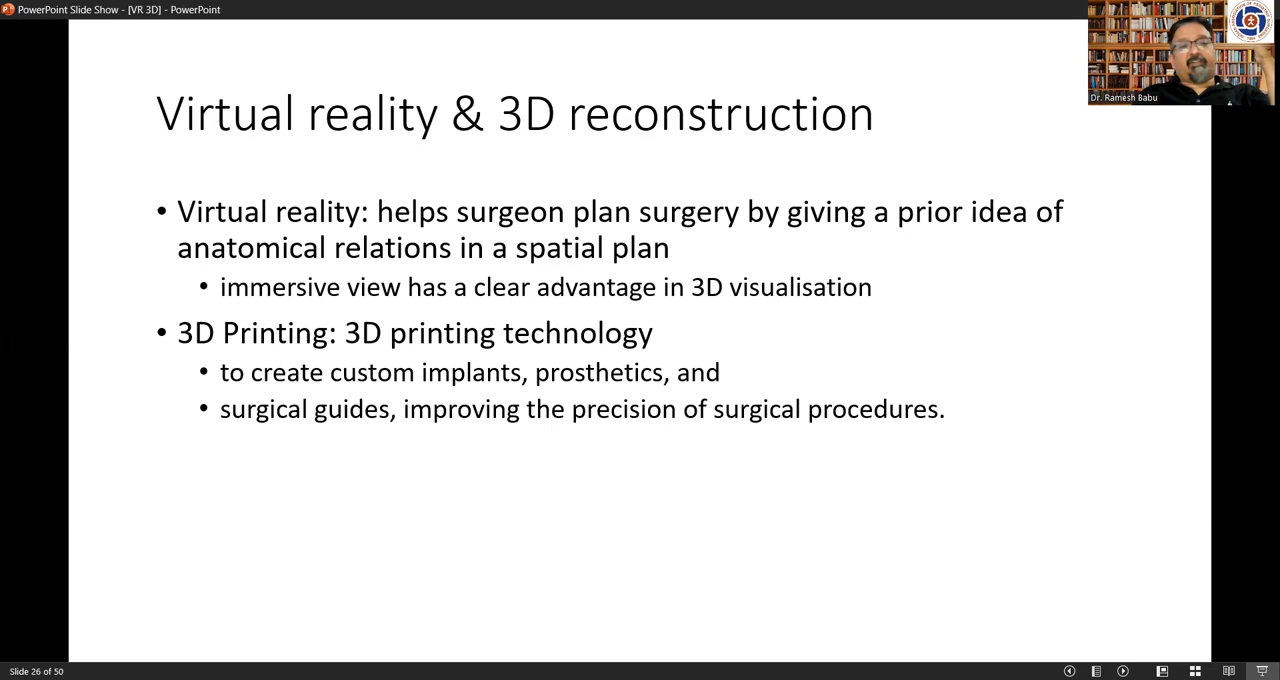 PowerPoint Slide Show - [VR 3D] - PowerPoint
Dr. Ramesh Babu
Virtual reality & 3D reconstruction
• Virtual reality: helps surgeon plan surgery by giving a prior idea of
anatomical relations in a spatial plan
• immersive view has a clear advantage in 3D visualisation
• 3D Printing: 3D printing technology
• to create custom implants, prosthetics, and
• surgical guides, improving the precision of surgical procedures.
Slide 26 of 50